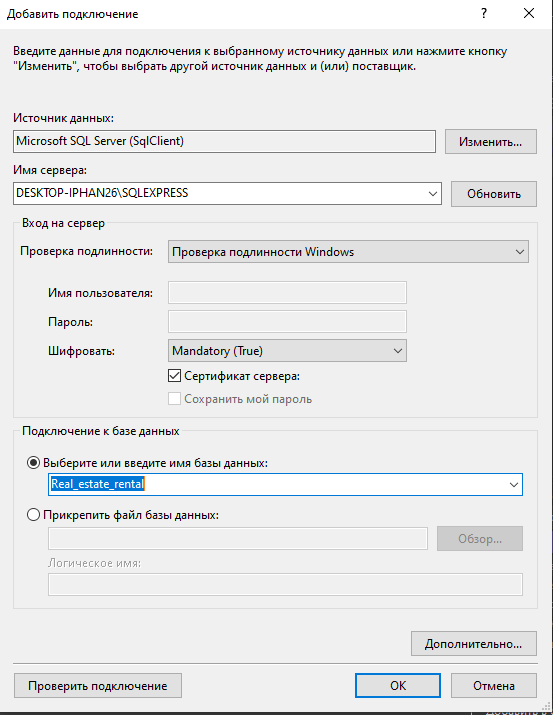 Добавить подключение
?
Введите данные для подключения к выбранному источнику данных или нажмите кнопку
"Изменить", чтобы выбрать другой источник данных и (или) поставщик.
Источник данных:
Microsoft SQL Server (SqlClient)
Изменить...
Имя сервера:
DESKTOP-IPHAN26\SQLEXPRESS
Обновить
Вход на сервер
Проверка подлинности:
Проверка подлинности Windows
Имя пользователя:
Пароль:
Шифровать:
Mandatory (True)
Сертификат сервера:
Сохранить мой пароль
Подключение к базе данных
Выберите или введите имя базы данных:
Real_estate_rental
Прикрепить файл базы данных:
Обзор...
Логическое имя:
Дополнительно...
Проверить подключение
ОК
Отмена